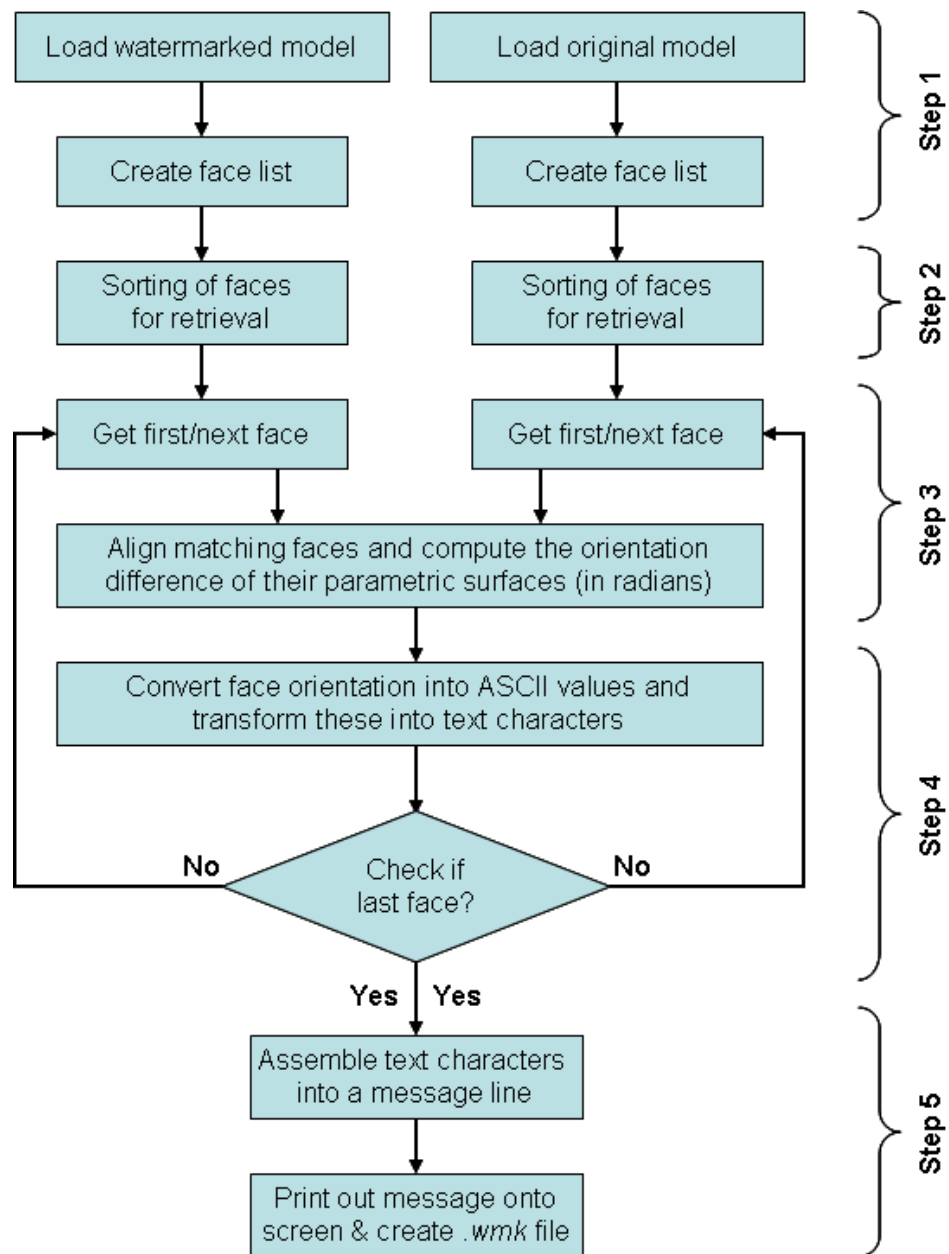 Load watermarked model
Load original model
Step 1
Create face list
Create face list
Sorting of faces
for retrieval
Sorting of faces
for retrieval
Step 2
Get first/next face
Get first/next face
Step 3
Align matching faces and compute the orientation
difference of their parametric surfaces (in radians)
Convert face orientation into ASCII values and
transform these into text characters
Step 4
No
Check if
last face?
No
Yes
Yes
Assemble text characters
into a message line
Step 5
Print out message onto
screen & create .wmk file